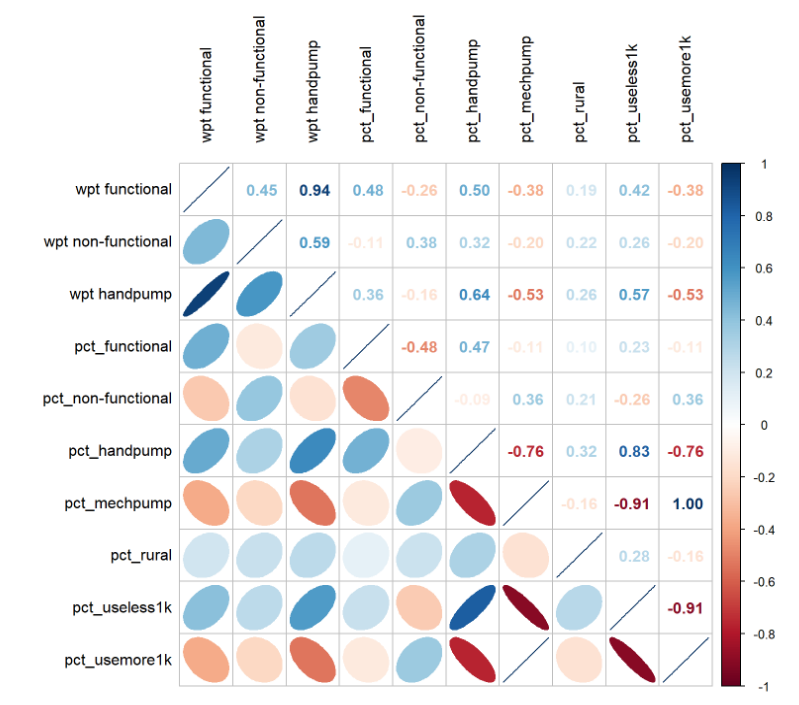 wpt functional
wpt non-functional
wpt handpump
pct_functional
pct_non-functional
pct_handpump
pct_mechpump
pct_rural
pct_useless1k
pct_usemore1k
wpt functional 0.45 0.94 0.48 -0.26 0.50 -0.38 0.19 0.42 -0.38
wpt non-functional 0.59 -0.11 0.38 0.32 -0.20 0.22 0.26 -0.20
wpt handpump 0.36 -0.16 0.64 -0.53 0.26 0.57 -0.53
pct_functional -0.48 0.47 -0.11 0.10 0.23 -0.11
pct_non-functional -0.09 0.36 0.21 -0.26 0.36
pct_handpump -0.76 0.32 0.83 -0.76
pct_mechpump -0.16 -0.91 1.00
pct_rural 0.28 -0.16
pct_useless1k -0.91
pct_usemore1k
1
0.8
0.6
0.4
0.2
0
-0.2
-0.4
-0.6
-0.8
-1